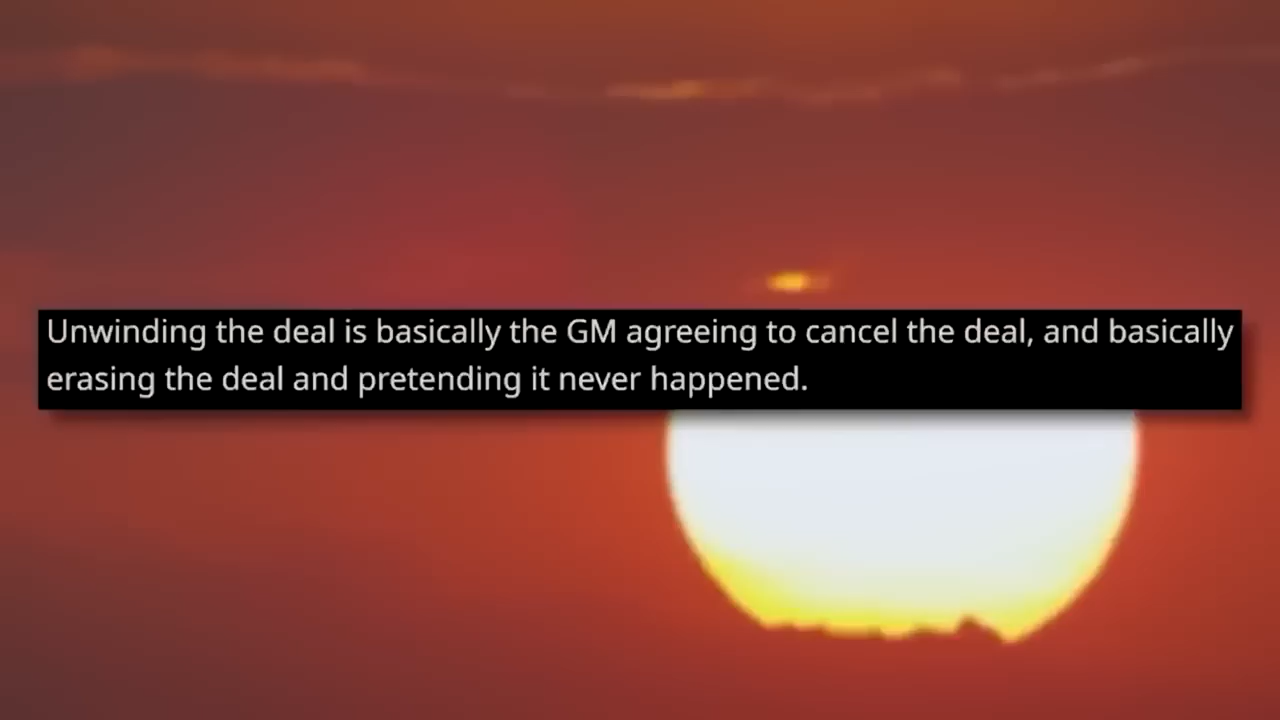 Unwinding the deal is basically the GM agreeing to cancel the deal, and basically
erasing the deal and pretending it never happened.